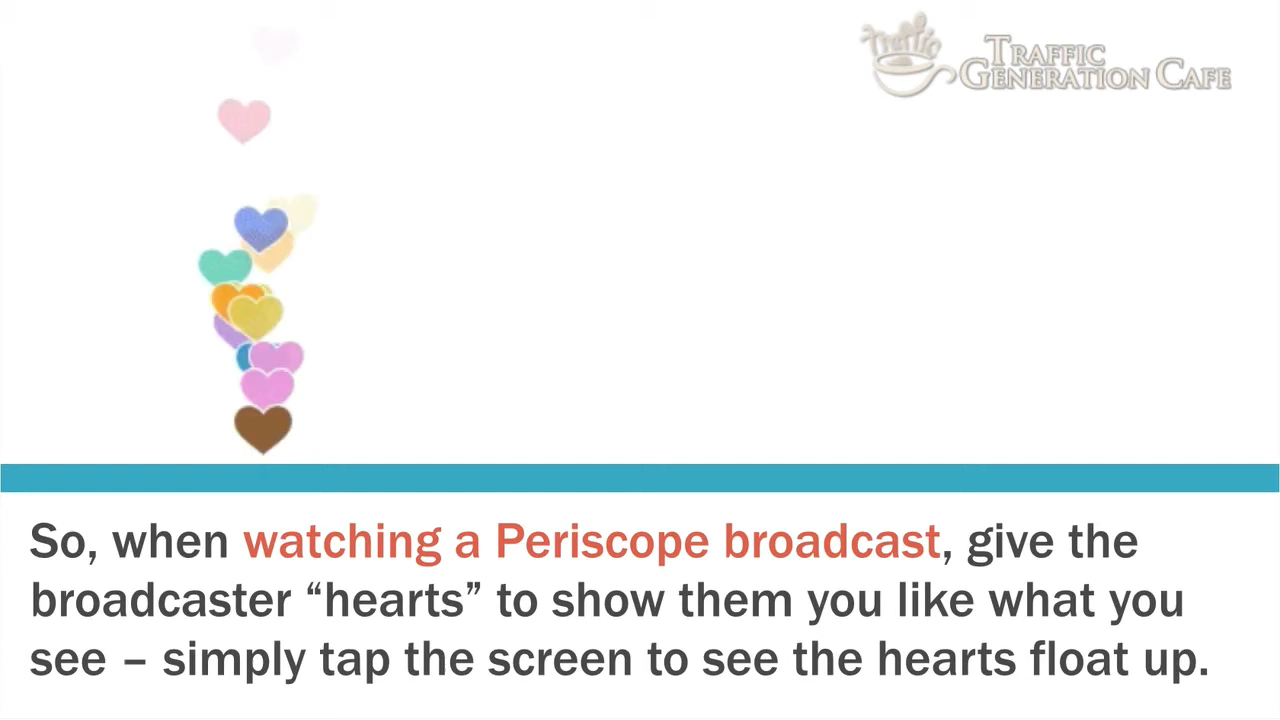 Traffic
TRAFFIC
GENERATION CAFE
So, when watching a Periscope broadcast, give the
broadcaster “hearts” to show them you like what you
see – simply tap the screen to see the hearts float up.